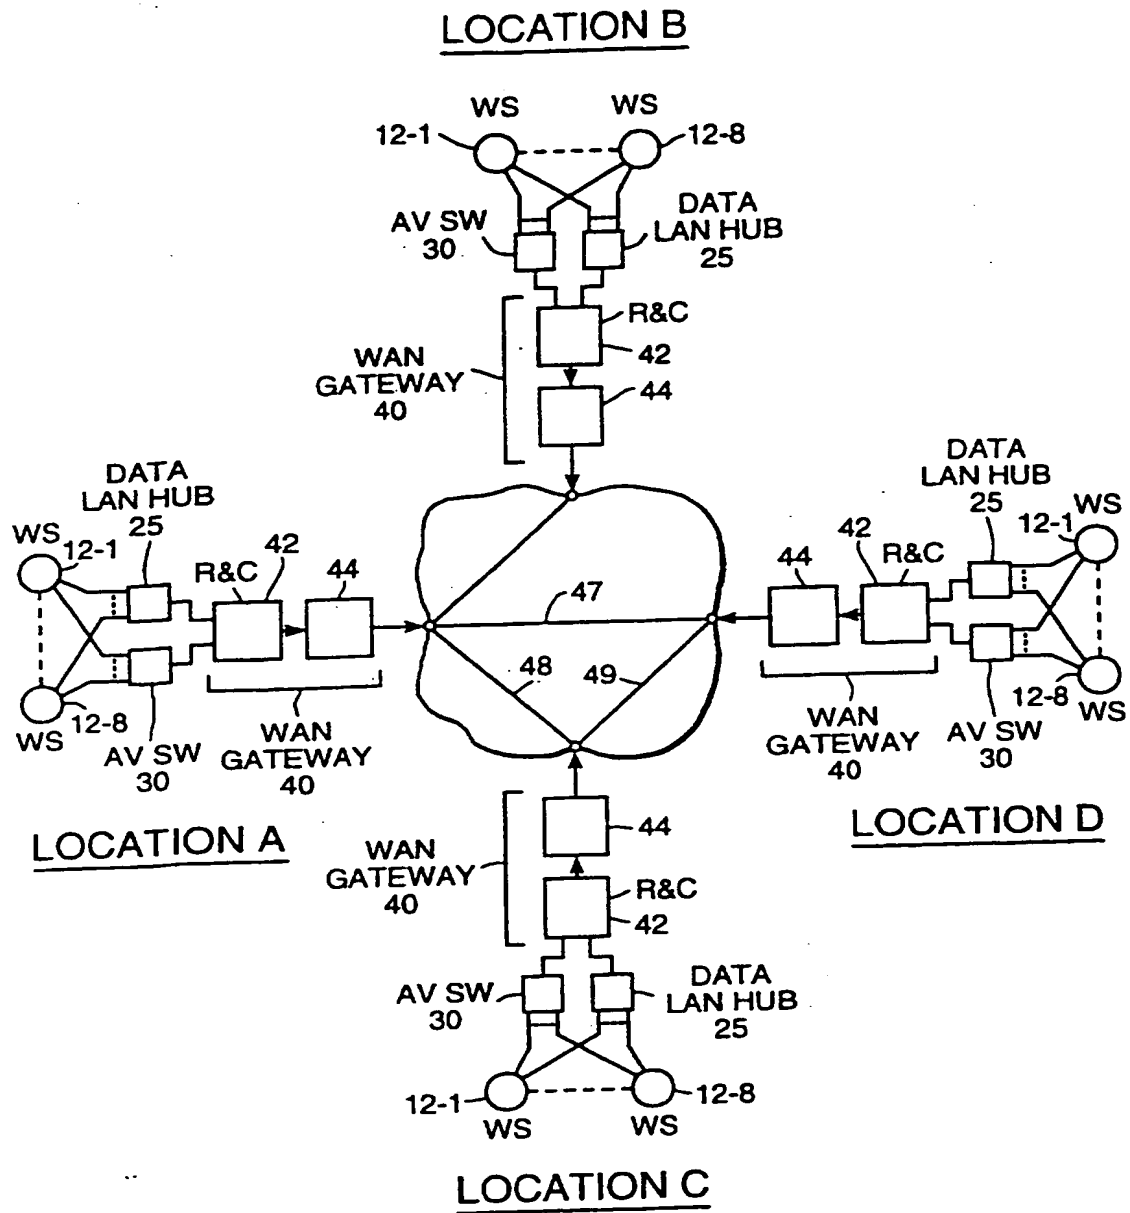 LOCATION B
WS
WS
12-1
12-8
AV SW
30
DATA
LAN HUB
25
R&C
42
WAN
GATEWAY
40
44
DATA
LAN HUB
25
WS
12-1
R&C
42
44
12-8
WS
AV SW
30
WAN
GATEWAY
40
LOCATION A
47
48
49
DATA
LAN HUB
25
WS
12-1
42
R&C
44
12-8
WS
AV SW
30
WAN
GATEWAY
40
LOCATION D
44
WAN
GATEWAY
40
R&C
42
AV SW
30
DATA
LAN HUB
25
12-1
12-8
WS
WS
LOCATION C